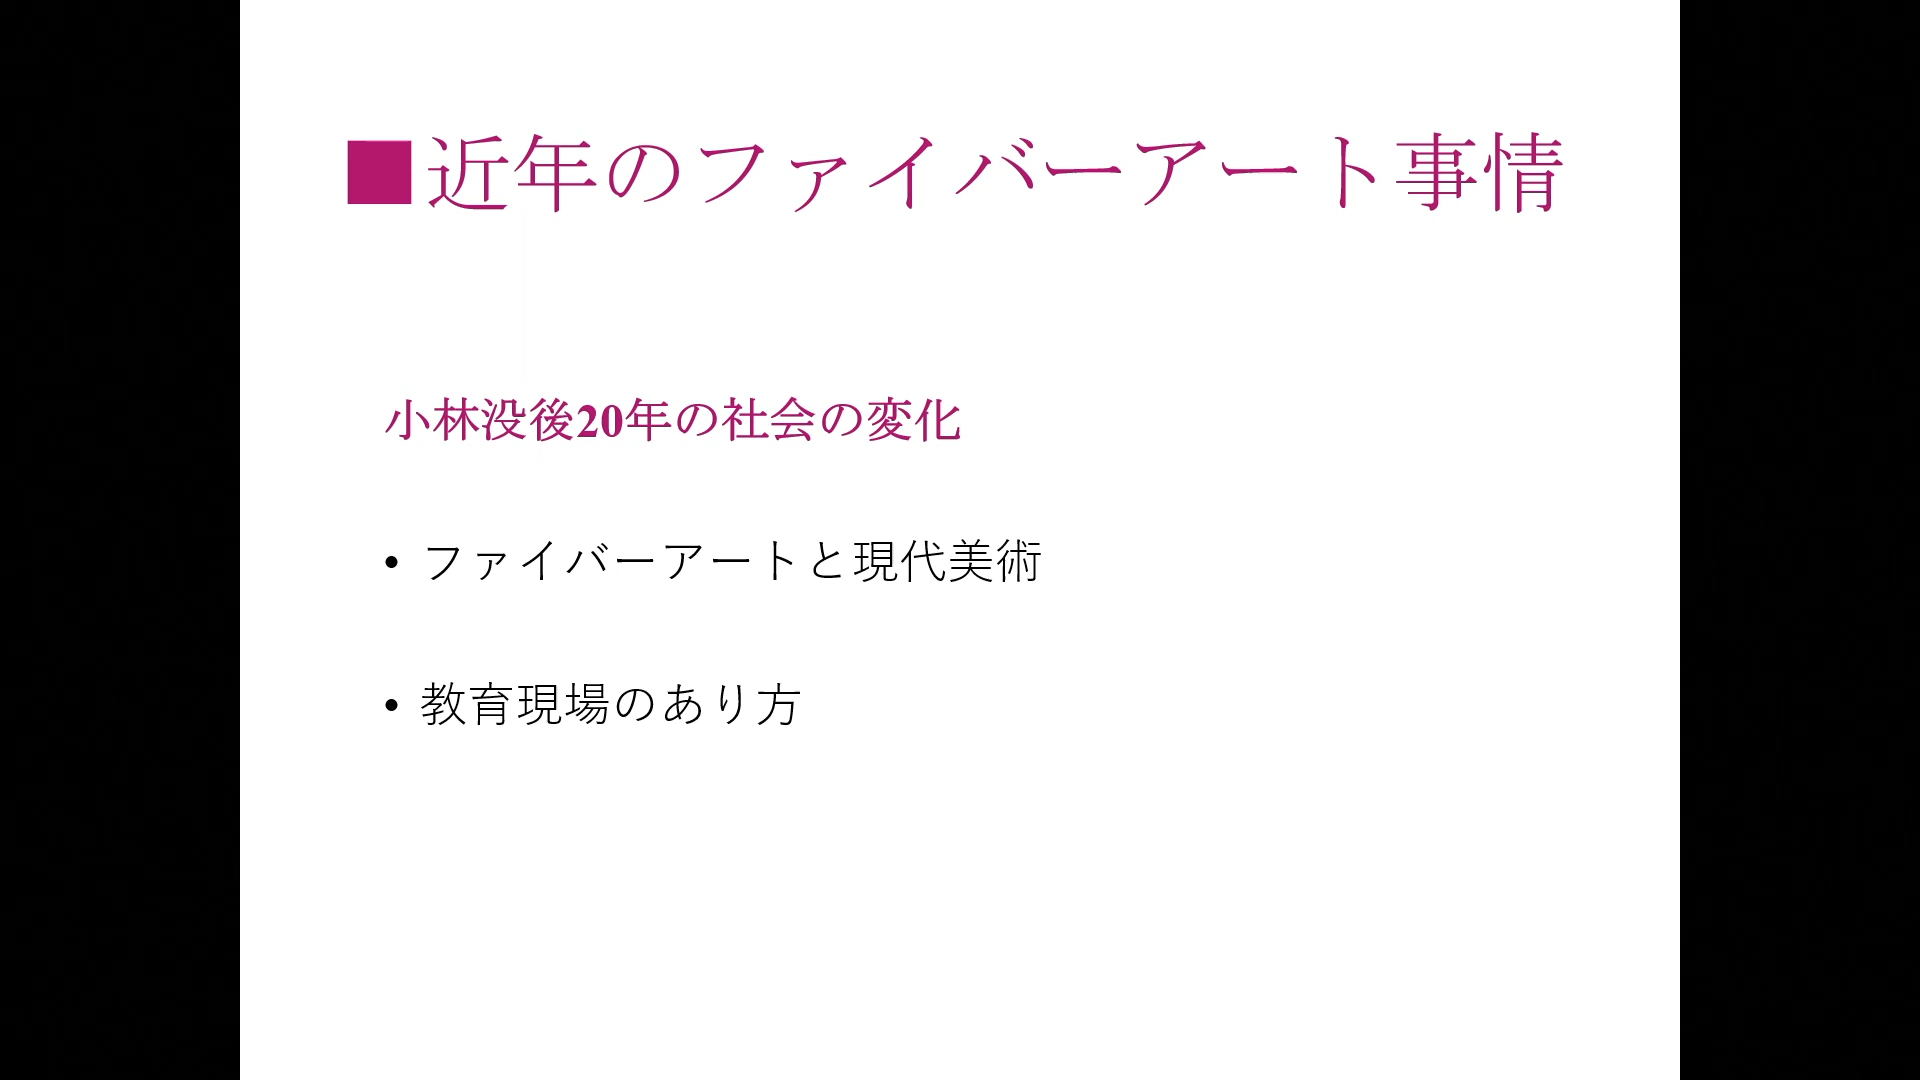 ■近年のファイバーアート事情
小林没後20年の社会の変化
• ファイバーアートと現代美術
• 教育現場のあり方